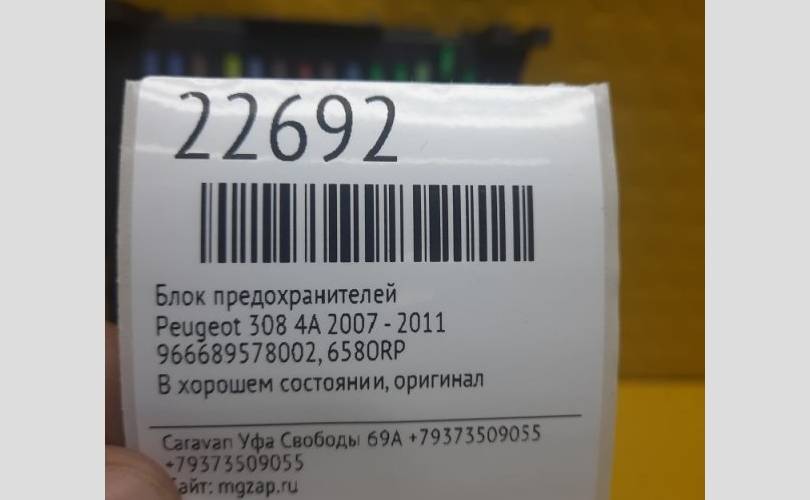 22692
Блок предохранителей
Peugeot 308 4A 2007 - 2011
966689578002, 6580RP
В хорошем состоянии, оригинал
Caravan Уфа Свободы 69А +79373509055
+79373509055
Сайт: mgzap.ru